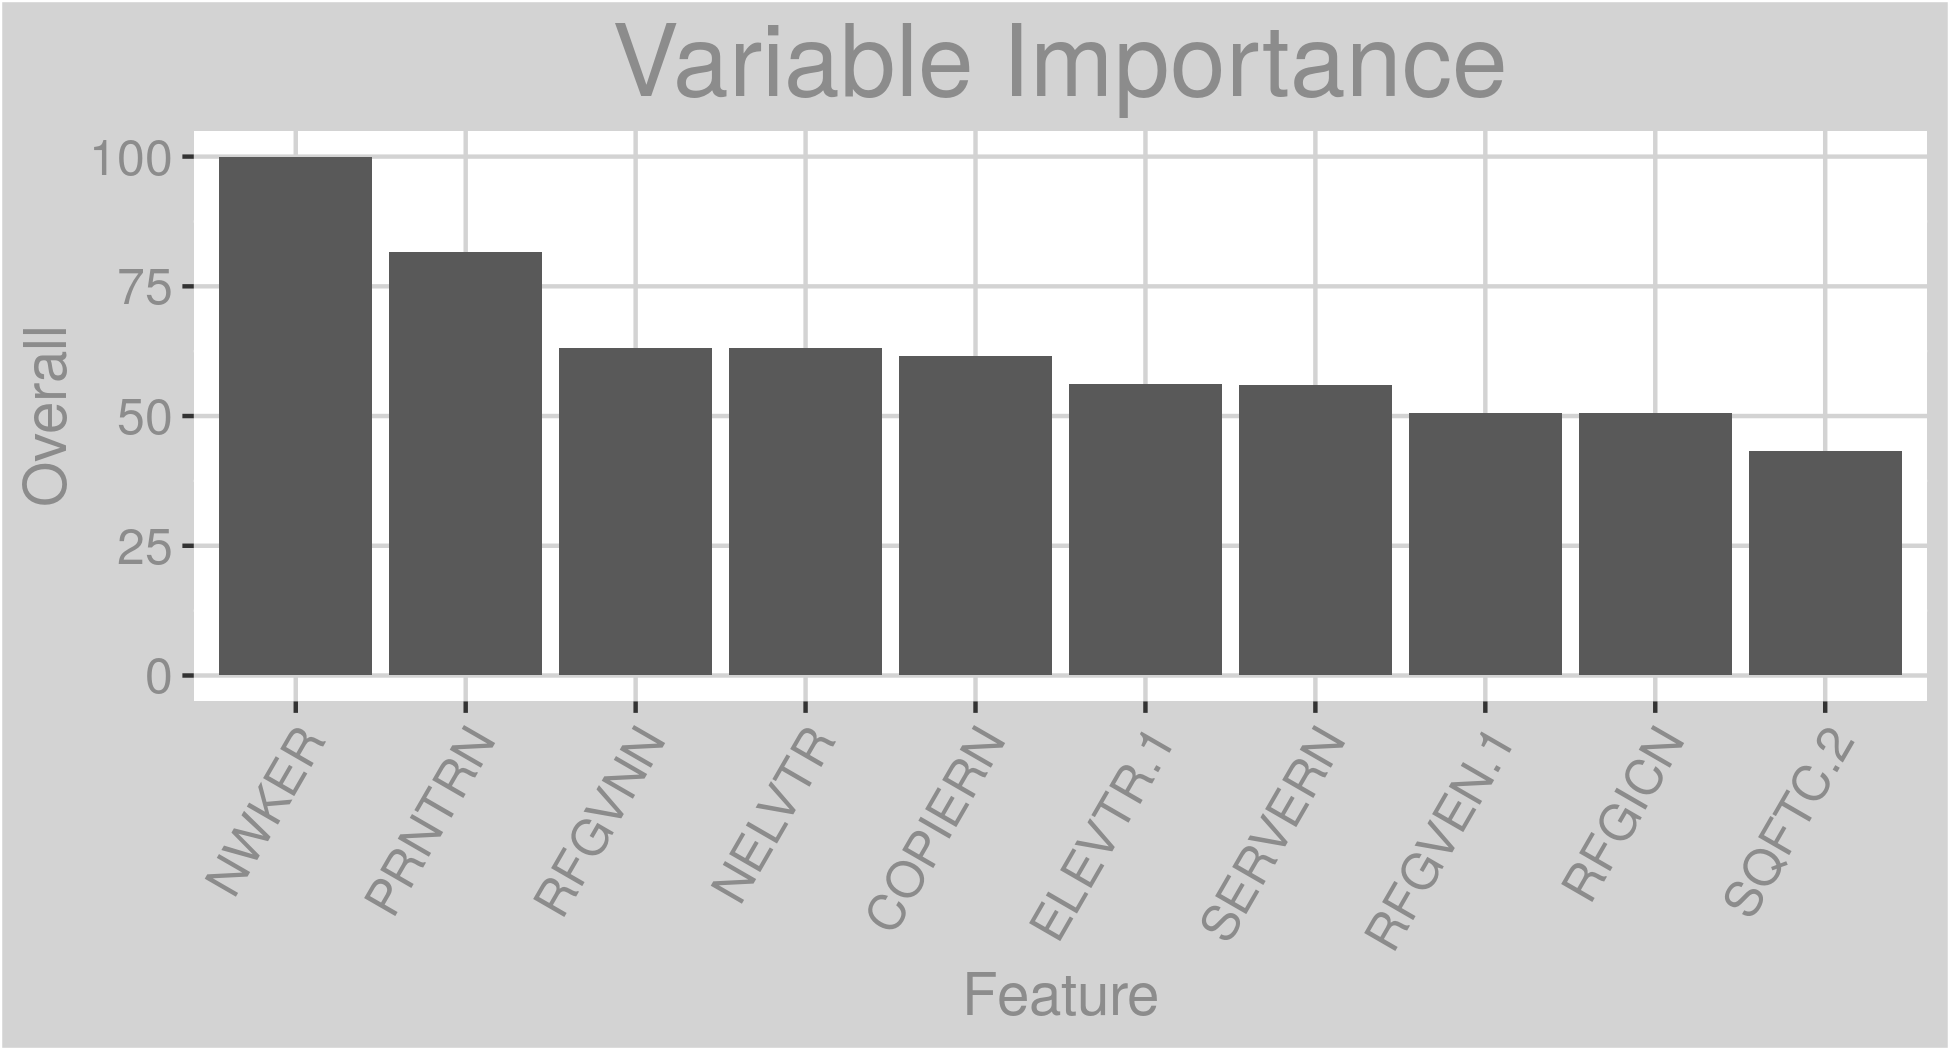 Variable Importance
100
75
50
25
0
Overall
NWKER
PRNTRN
RFGVNN
NELVTR
COPIERN
ELEVTR.1
SERVERN
RFGVEN.1
RFGICN
SQFTC.2
Feature